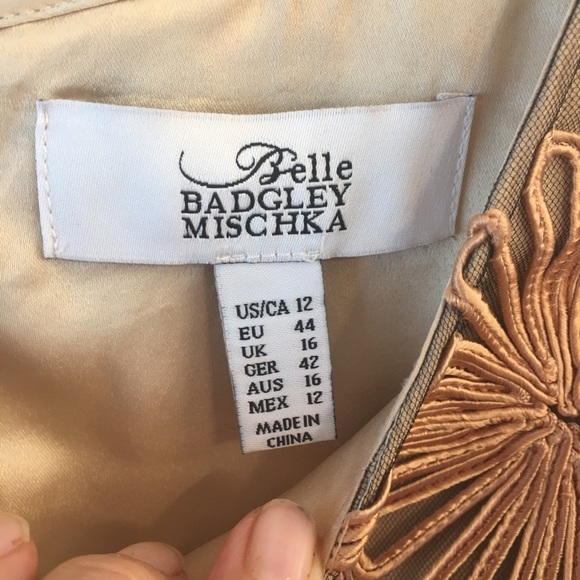 Belle
BADGLEY
MISCHKA
US/CA 12
EU 44
UK 16
GER 42
AUS 16
MEX 12
MADE IN
CHINA